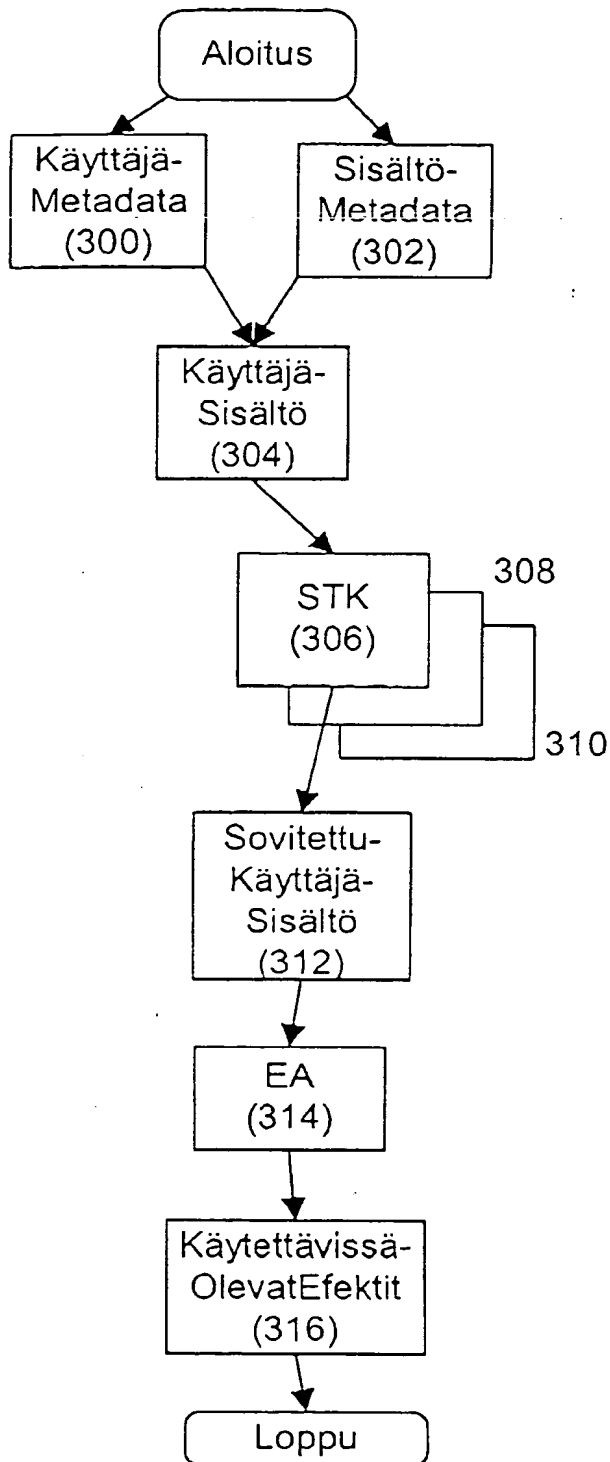 Aloitus
Käyttäjä-
Metadata
(300)
Sisältö-
Metadata
(302)
Käyttäjä-
Sisältö
(304)
STK
(306)
308
310
Sovitettu-
Käyttäjä-
Sisältö
(312)
EA
(314)
Käytettävissä-
OlevatEfektit
(316)
Loppu